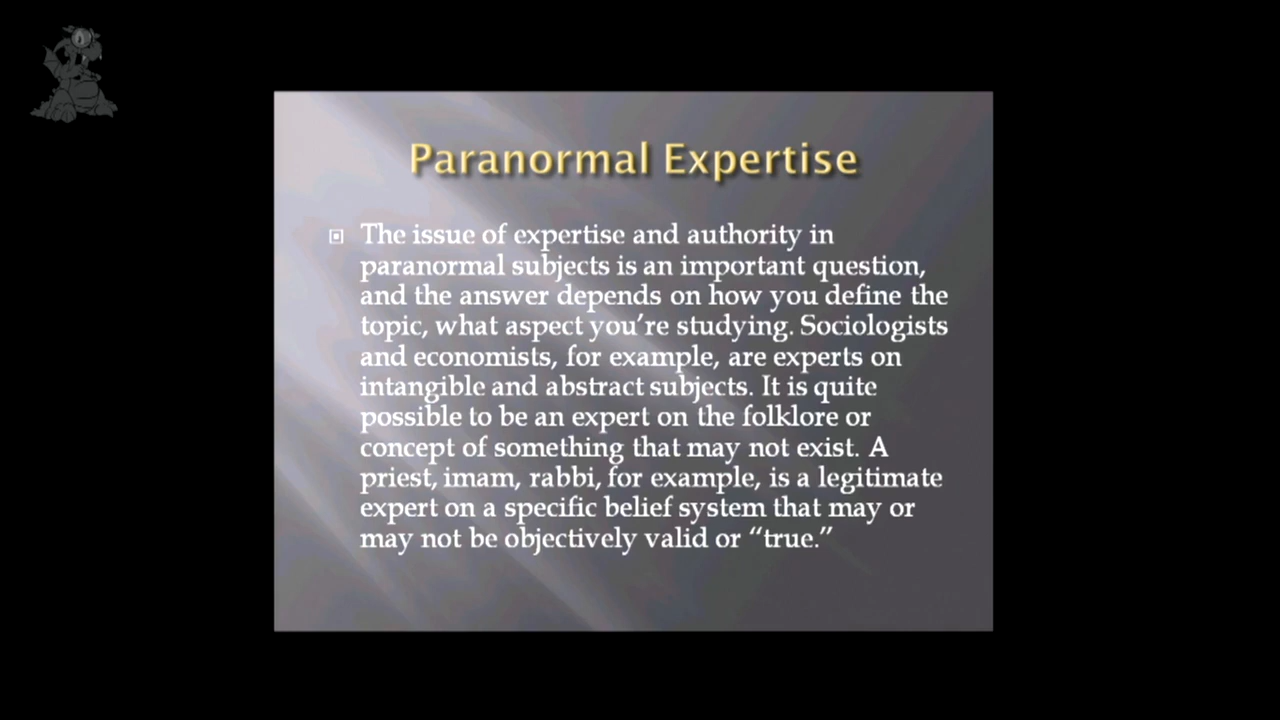 Paranormal Expertise
The issue of expertise and authority in
paranormal subjects is an important question,
and the answer depends on how you define the
topic, what aspect you’re studying. Sociologists
and economists, for example, are experts on
intangible and abstract subjects. It is quite
possible to be an expert on the folklore or
concept of something that may not exist. A
priest, imam, rabbi, for example, is a legitimate
expert on a specific belief system that may or
may not be objectively valid or “true.”